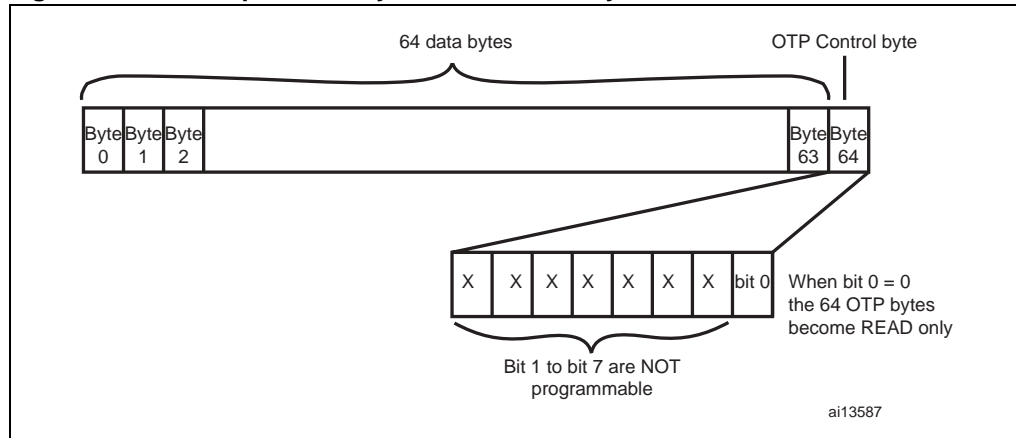 64 data bytes
OTP Control byte
Byte Byte Byte Byte Byte
0 1 2 63 64
X X X X X X X bit 0
When bit 0 = 0
the 64 OTP bytes
become READ only
Bit 1 to bit 7 are NOT
programmable
ai13587